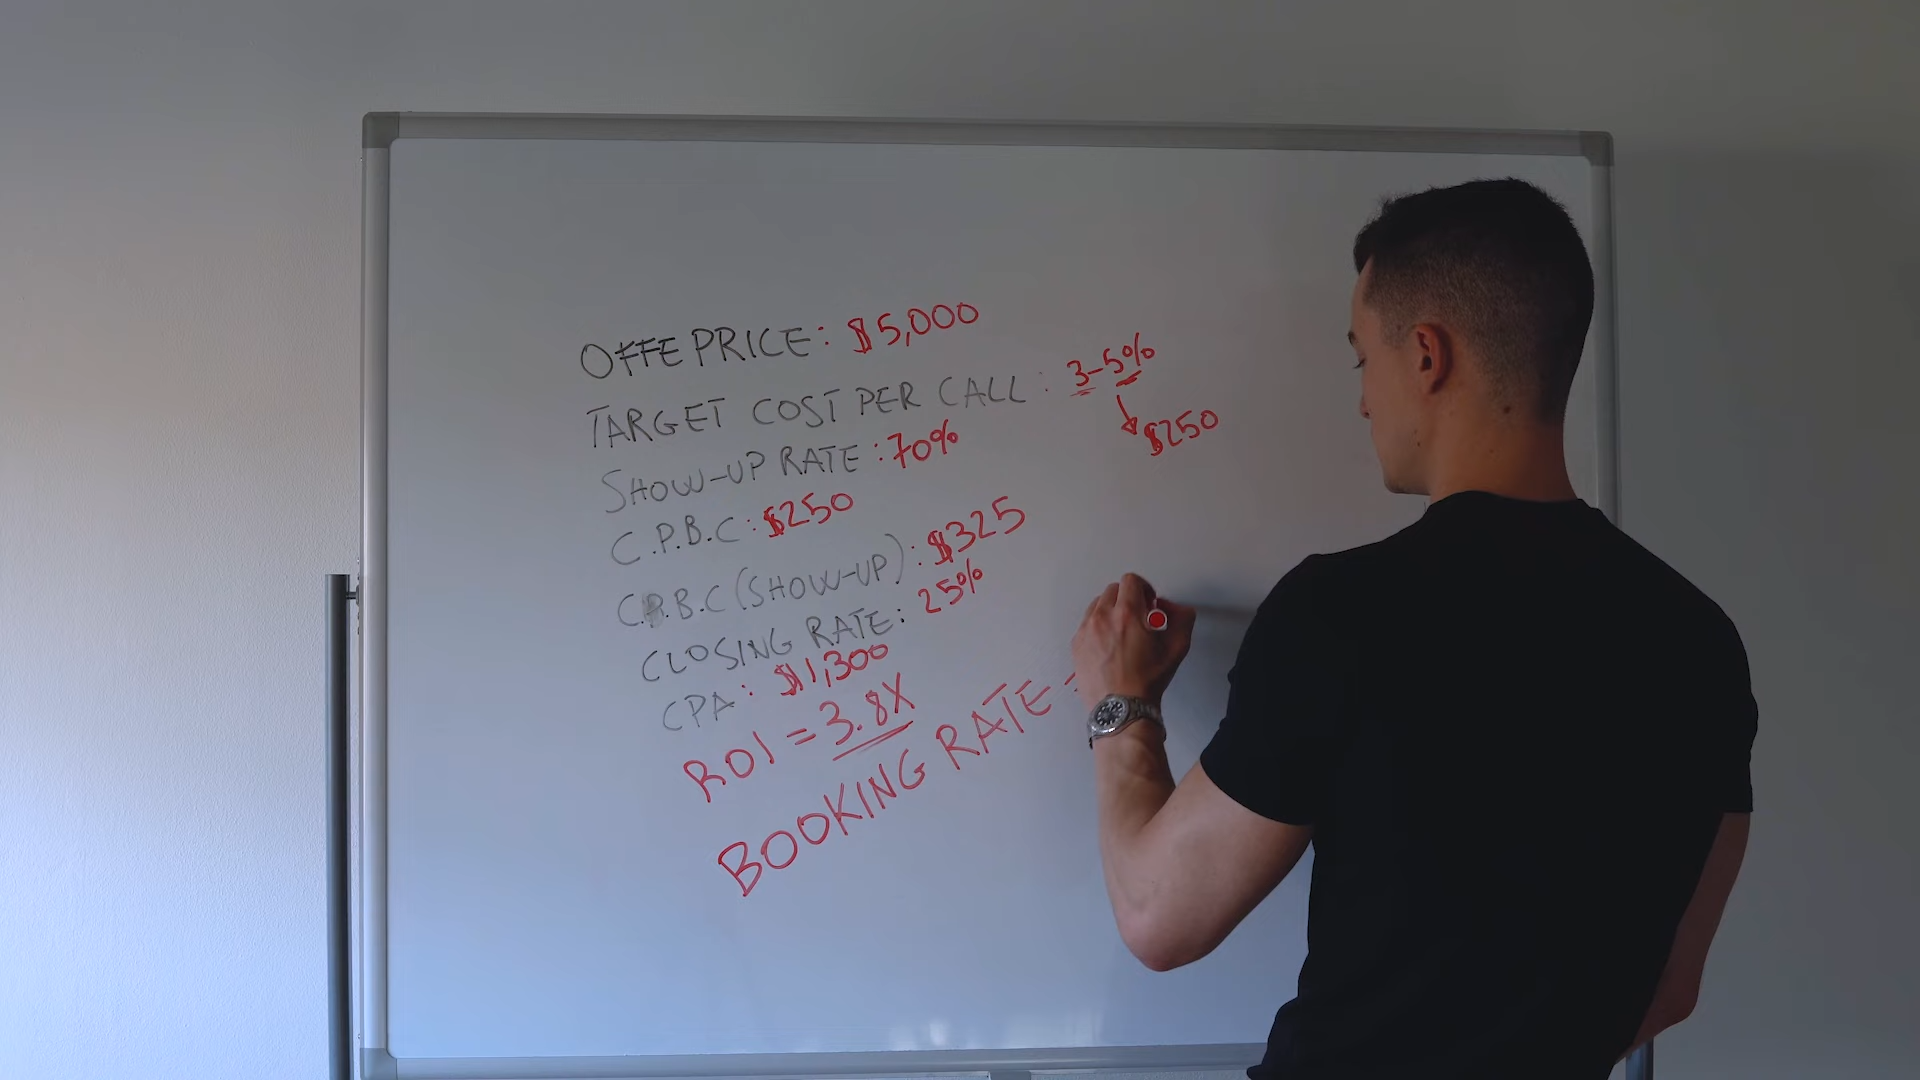 OFFE PRICE: $5,000
TARGET COST PER CALL: 3-5%
$250
SHOW-UP RATE: 70%
C.P.B.C: $250
C.P.B.C (SHOW-UP): $325
CLOSING RATE: 25%
CPA: $1,300
ROI = 3.8X
BOOKING RATE =